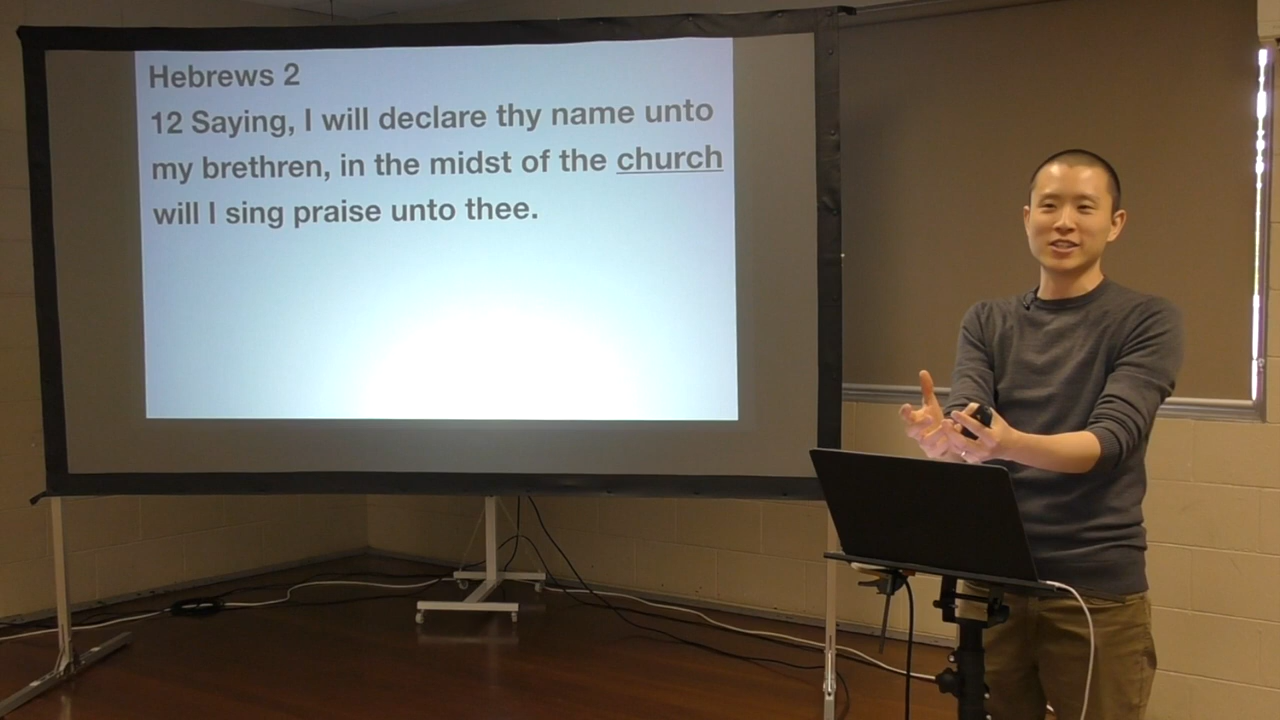 Hebrews 2
12 Saying, I will declare thy name unto
my brethren, in the midst of the church
will I sing praise unto thee.